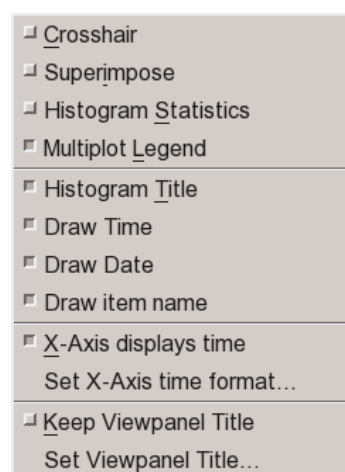 Crosshair
Superimpose
Histogram Statistics
Multiplot Legend
Histogram Title
Draw Time
Draw Date
Draw item name
X-Axis displays time
Set X-Axis time format...
Keep Viewpanel Title
Set Viewpanel Title...